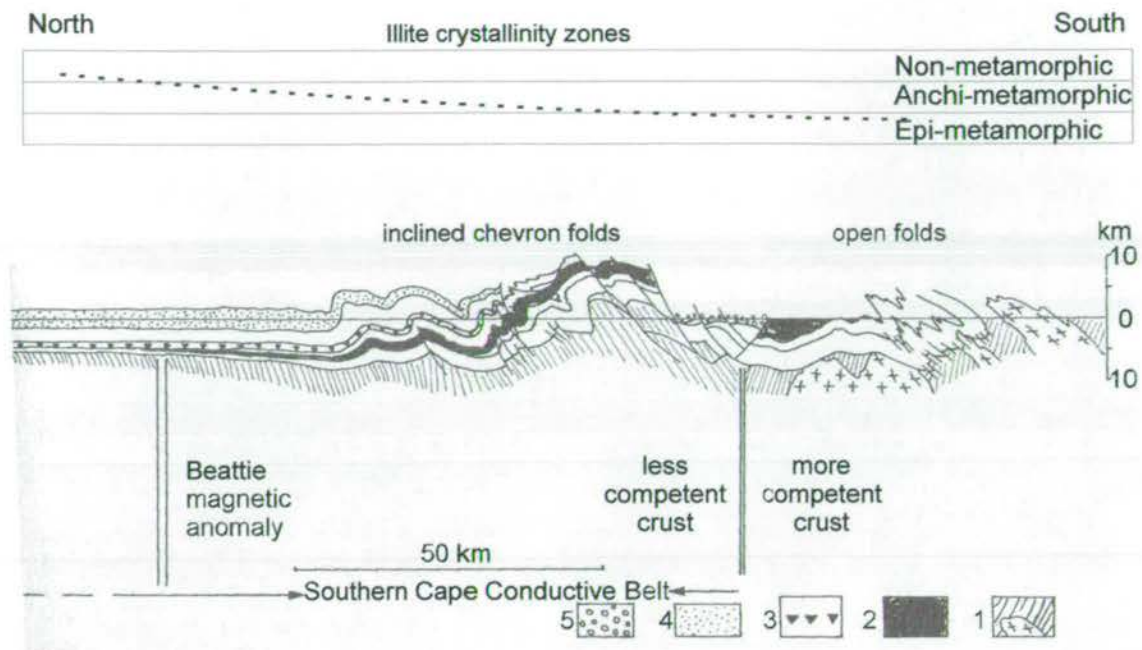 North
Illite crystallinity zones
South
Non-metamorphic
Anchi-metamorphic
Epi-metamorphic
inclined chevron folds
open folds
km
10
0
10
Beattie
magnetic
anomaly
less
competent
crust
more
competent
crust
50 km
Southern Cape Conductive Belt
5 4 3 2 1